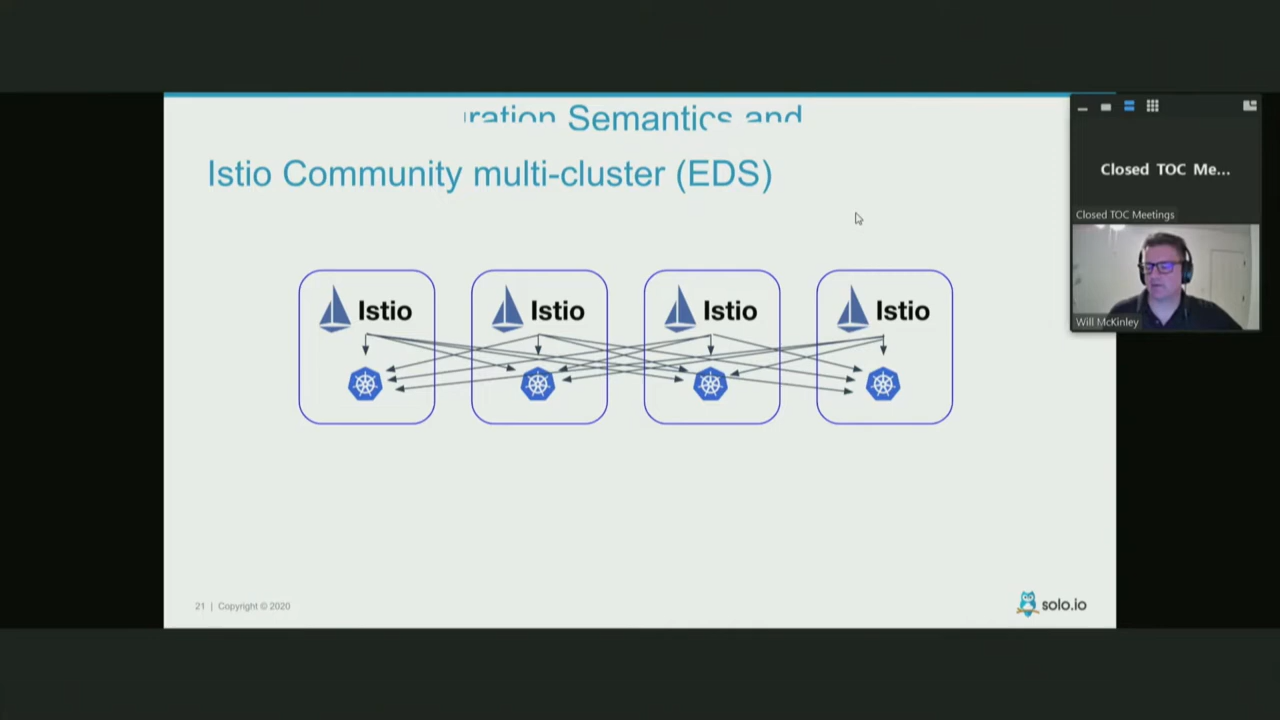 Semantics and
Istio Community multi-cluster (EDS)
Istio
Istio
Istio
Istio
21 | Copyright © 2020
solo.io
Closed TOC Me...
Closed TOC Meetings
Will McKinley